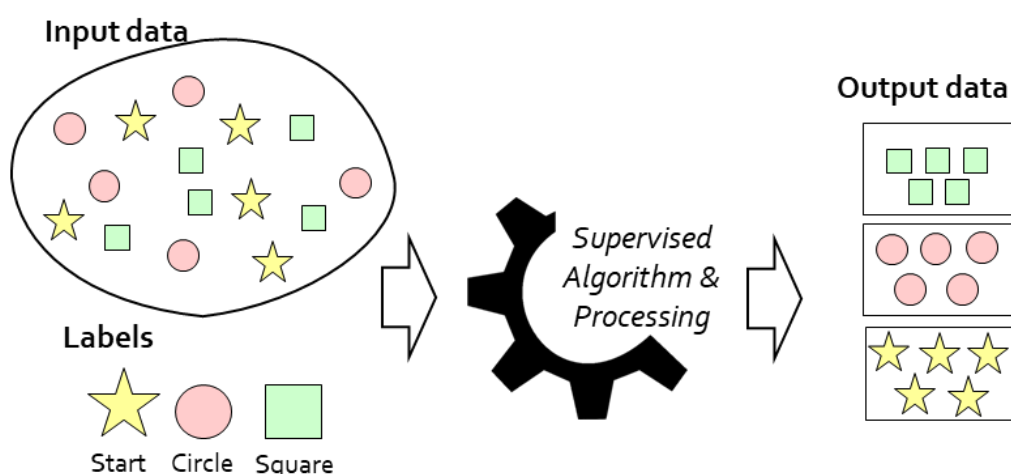 Input data
Labels
Start Circle Square
Supervised
Algorithm &
Processing
Output data